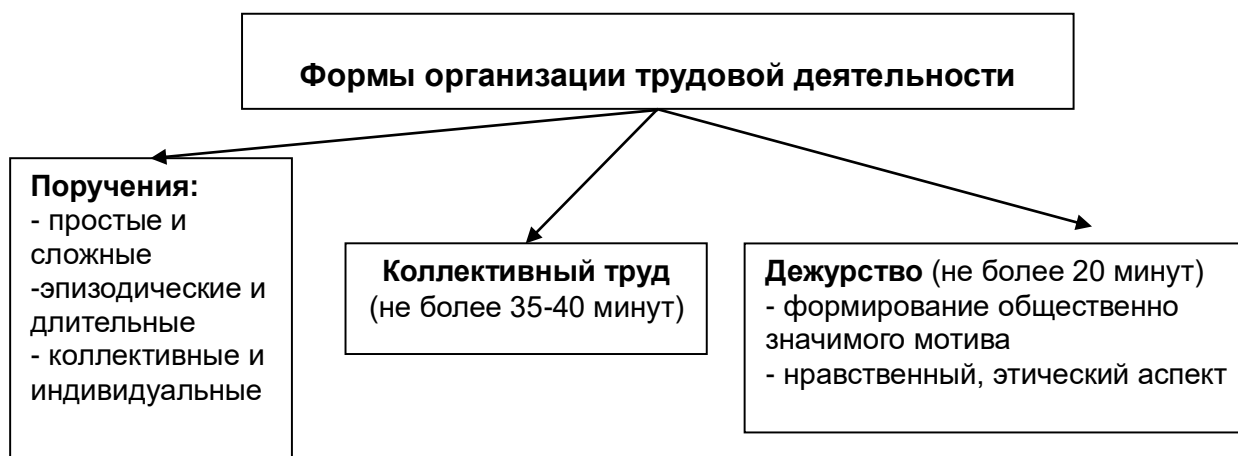 Формы организации трудовой деятельности
Поручения:
- простые и
сложные
-эпизодические и
длительные
- коллективные и
индивидуальные
Коллективный труд
(не более 35-40 минут)
Дежурство (не более 20 минут)
- формирование общественно
значимого мотива
- нравственный, этический аспект